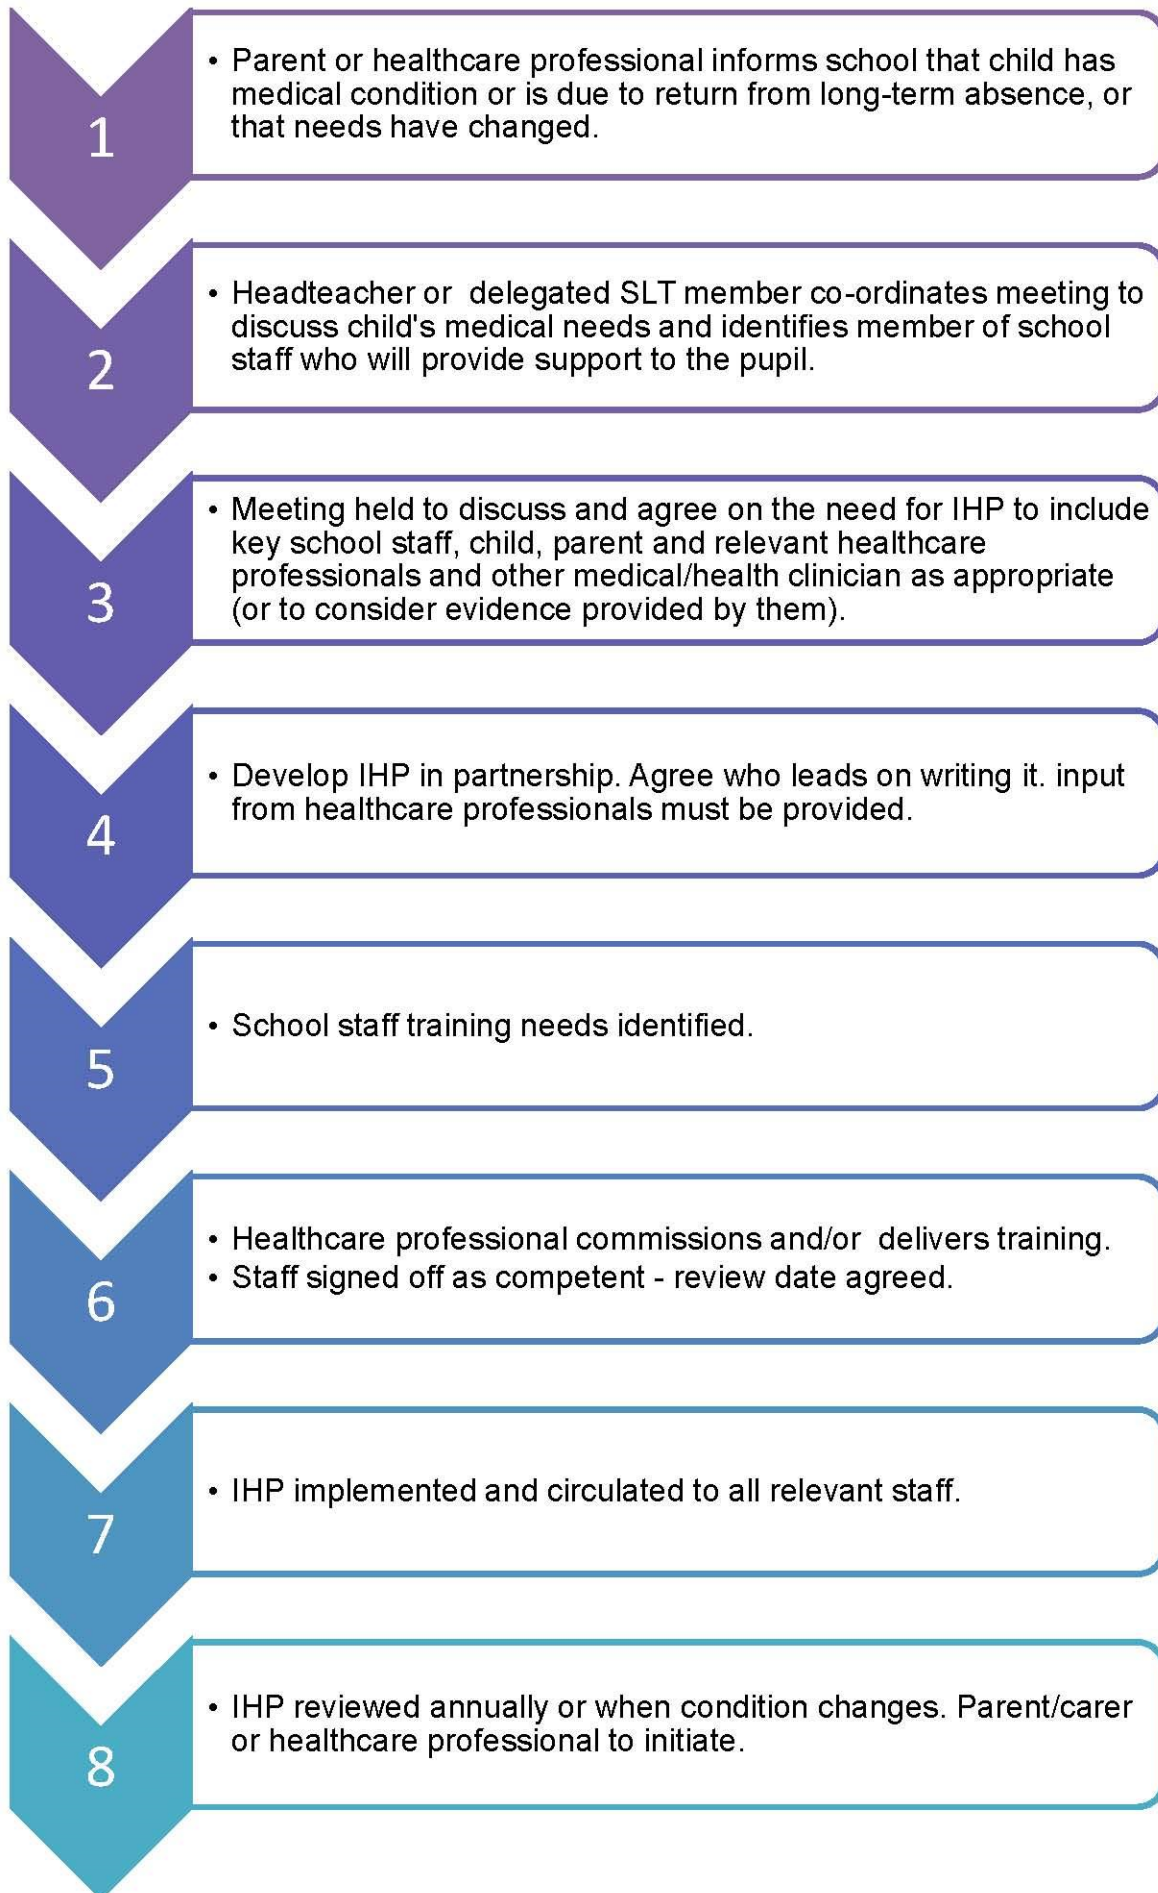 1
• Parent or healthcare professional informs school that child has
medical condition or is due to return from long-term absence, or
that needs have changed.
2
• Headteacher or  delegated SLT member co-ordinates meeting to
discuss child's medical needs and identifies member of school
staff who will provide support to the pupil.
3
• Meeting held to discuss and agree on the need for IHP to include
key school staff, child, parent and relevant healthcare
professionals and other medical/health clinician as appropriate
(or to consider evidence provided by them).
4
• Develop IHP in partnership. Agree who leads on writing it. input
from healthcare professionals must be provided.
5
• School staff training needs identified.
6
• Healthcare professional commissions and/or  delivers training.
• Staff signed off as competent - review date agreed.
7
• IHP implemented and circulated to all relevant staff.
8
• IHP reviewed annually or when condition changes. Parent/carer
or healthcare professional to initiate.